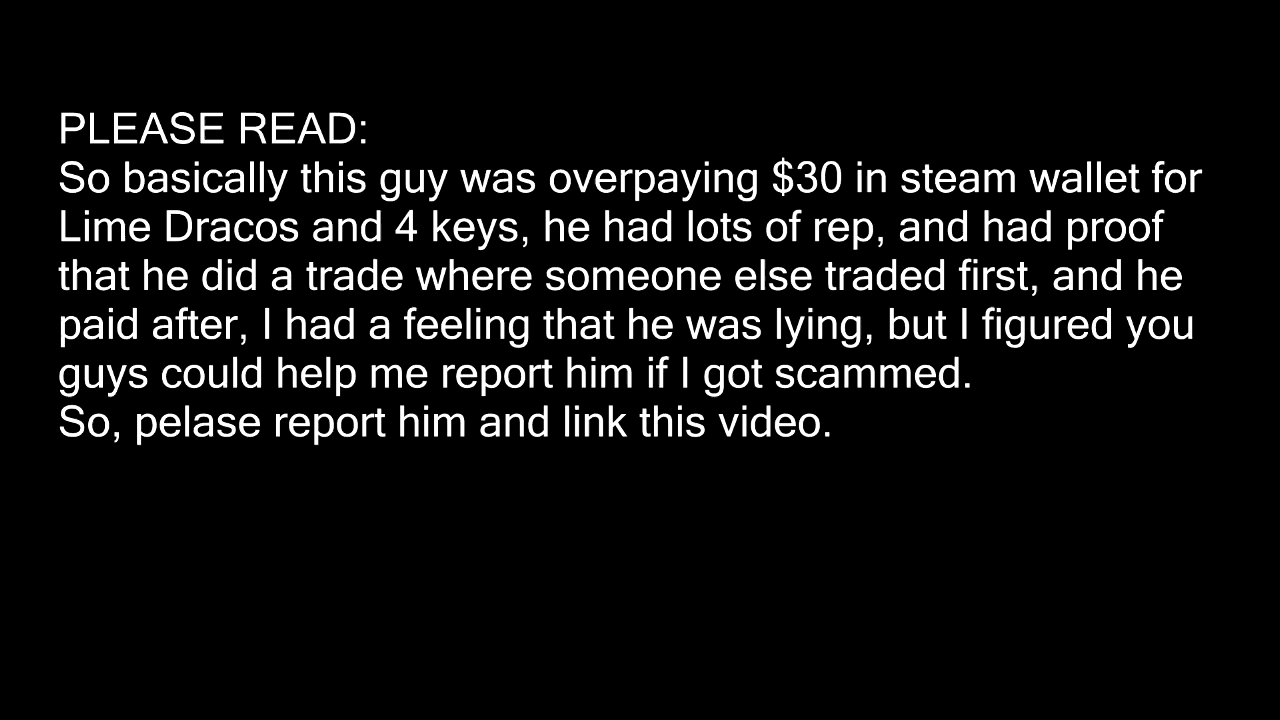 PLEASE READ:
So basically this guy was overpaying $30 in steam wallet for
Lime Dracos and 4 keys, he had lots of rep, and had proof
that he did a trade where someone else traded first, and he
paid after, I had a feeling that he was lying, but I figured you
guys could help me report him if I got scammed.
So, pelase report him and link this video.